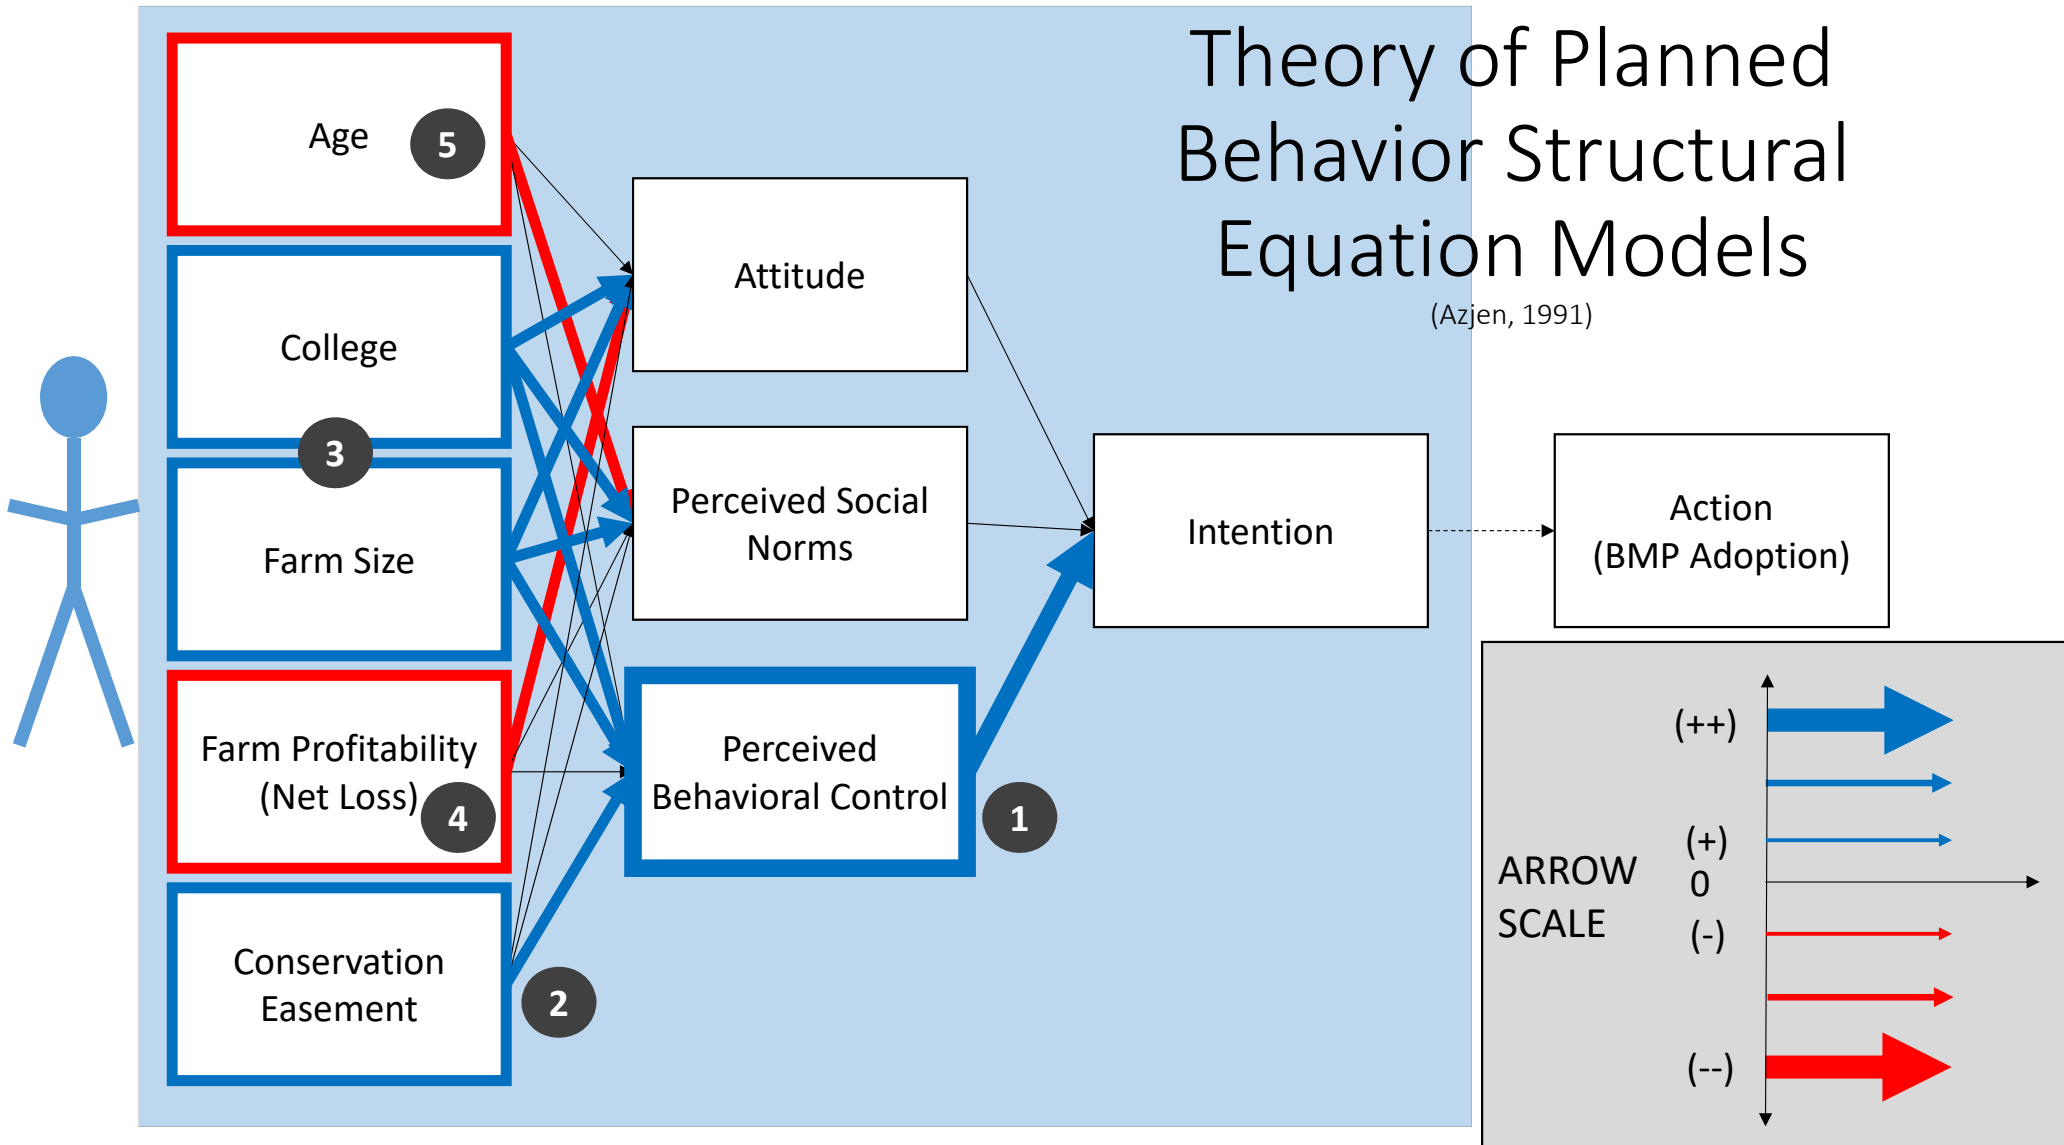 Theory of Planned
Behavior Structural
Equation Models
(Azjen, 1991)
Age
5
College
3
Farm Size
Farm Profitability
(Net Loss)
4
Conservation
Easement
2
Attitude
Perceived Social
Norms
Perceived
Behavioral Control
1
Intention
Action
(BMP Adoption)
ARROW
SCALE
(++)
(+)
0
(-)
(--)